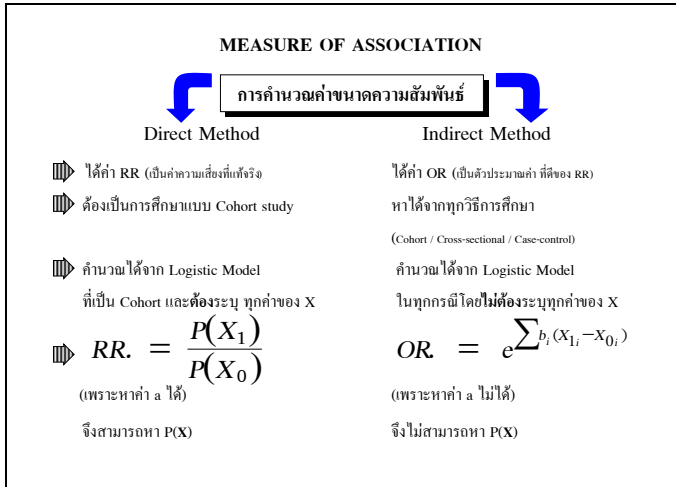 MEASURE OF ASSOCIATION
การคำนวณค่าขนาดความสัมพันธ์
Direct Method
ได้ค่า RR (เป็นค่าความเสี่ยงที่แท้จริง)
ต้องเป็นการศึกษาแบบ Cohort study
คำนวณได้จาก Logistic Model
ที่เป็น Cohort และต้องระบุ ทุกค่าของ X
RR. = P(X₁) / P(X₀)
(เพราะหาค่า a ได้)
จึงสามารถหา P(X)
Indirect Method
ได้ค่า OR (เป็นตัวประมาณค่า ที่ดีของ RR)
หาได้จากทุกวิธีการศึกษา
(Cohort / Cross-sectional / Case-control)
คำนวณได้จาก Logistic Model
ในทุกกรณีโดยไม่ต้องระบุทุกค่าของ X
OR. = e^∑bᵢ(X₁ᵢ−X₀ᵢ)
(เพราะหาค่า a ไม่ได้)
จึงไม่สามารถหา P(X)